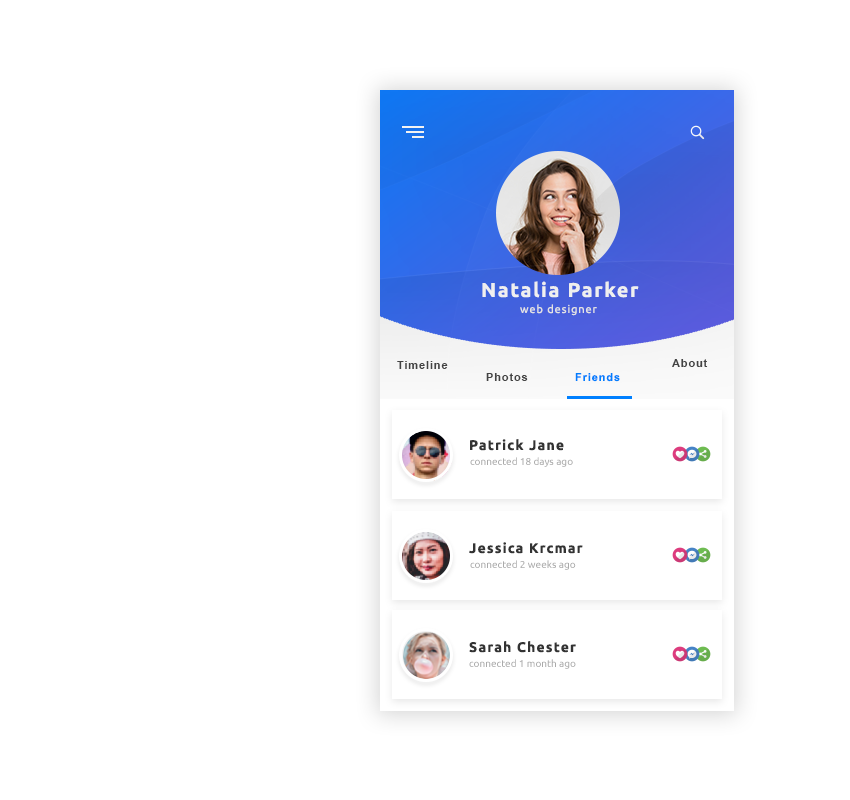 Natalia Parker
web designer
Timeline
Photos
Friends
About
Patrick Jane
connected 18 days ago
Jessica Krcmar
connected 2 weeks ago
Sarah Chester
connected 1 month ago